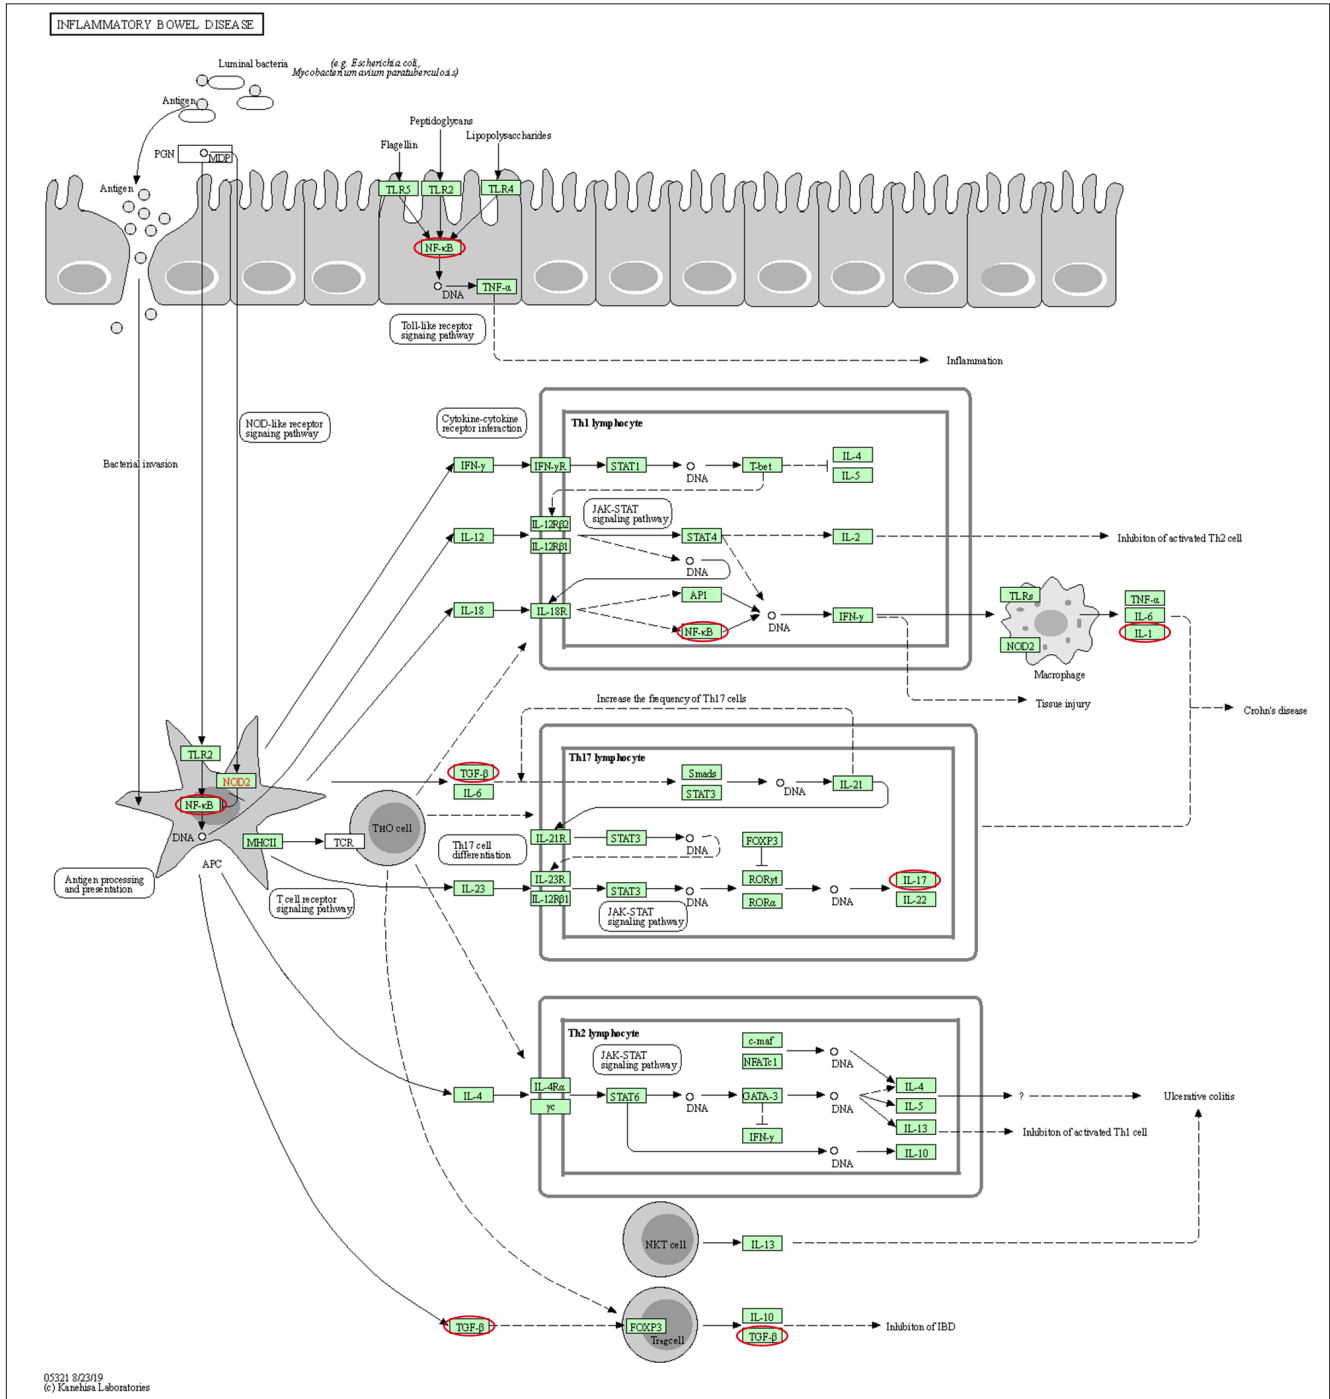 INFLAMMATORY BOWEL DISEASE
Luminal bacteria
(e.g. Escherichia coli,
Mycobacterium avium paratuberculosis)
Antigen
Peptidoglycans
Flagellin
Lipopolysaccharides
PGN
MDP
Antigen
TLR5
TLR2
TLR4
NF-κB
DNA
TNF-α
Toll-like receptor
signaing pathway
Inflammation
NOD-like receptor
signaing pathway
Cytokine-cytokine
receptor interaction
Bacterial invasion
Th1 lymphocyte
IFN-γ
IFN-γR
STAT1
DNA
T-bet
IL-4
IL-5
JAK-STAT
signaling pathway
IL-12
IL-12Rβ2
IL-12Rβ1
STAT4
DNA
IL-2
Inhibiton of activated Th2 cell
IL-18
IL-18R
AP1
NF-κB
DNA
IFN-γ
TLRs
NOD2
Macrophage
TNF-α
IL-6
IL-1
Tissue injury
Crohn's disease
Increase the frequency of Th17 cells
TLR2
NOD2
NF-κB
DNA
MHCII
TCR
TH0 cell
APC
Antigen processing
and presentation
T cell receptor
signaling pathway
Th17 lymphocyte
TGF-β
IL-6
Smads
STAT3
DNA
IL-21
Th17 cell
differentiation
IL-21R
STAT3
DNA
FOXP3
IL-23
IL-23R
IL-12Rβ1
STAT3
DNA
RORγt
RORα
DNA
IL-17
IL-22
JAK-STAT
signaling pathway
Th2 lymphocyte
JAK-STAT
signaling pathway
c-maf
NFATc1
DNA
IL-4
IL-4Rα
γc
STAT6
DNA
GATA-3
DNA
IFN-γ
IL-4
IL-5
IL-13
IL-10
DNA
?
Ulcerative colitis
Inhibiton of activated Th1 cell
NKT cell
IL-13
TGF-β
FOXP3
Treg cell
IL-10
TGF-β
Inhibiton of IBD
05321 8/23/19
(c) Kanehisa Laboratories